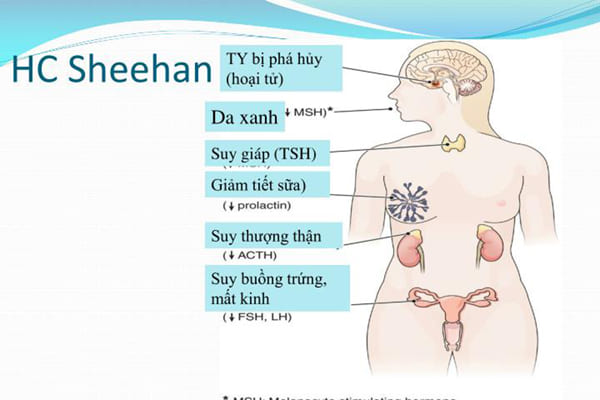 HC Sheehan
TY bị phá hủy
(hoại tử)
Da xanh
↓ MSH)*
Suy giáp (TSH)
Giảm tiết sữa)
(↓ prolactin)
Suy thượng thận
(↓ ACTH)
Suy buồng trứng,
mất kinh
(↓ FSH, LH)
* MSH: Melanocyte stimulating hormone